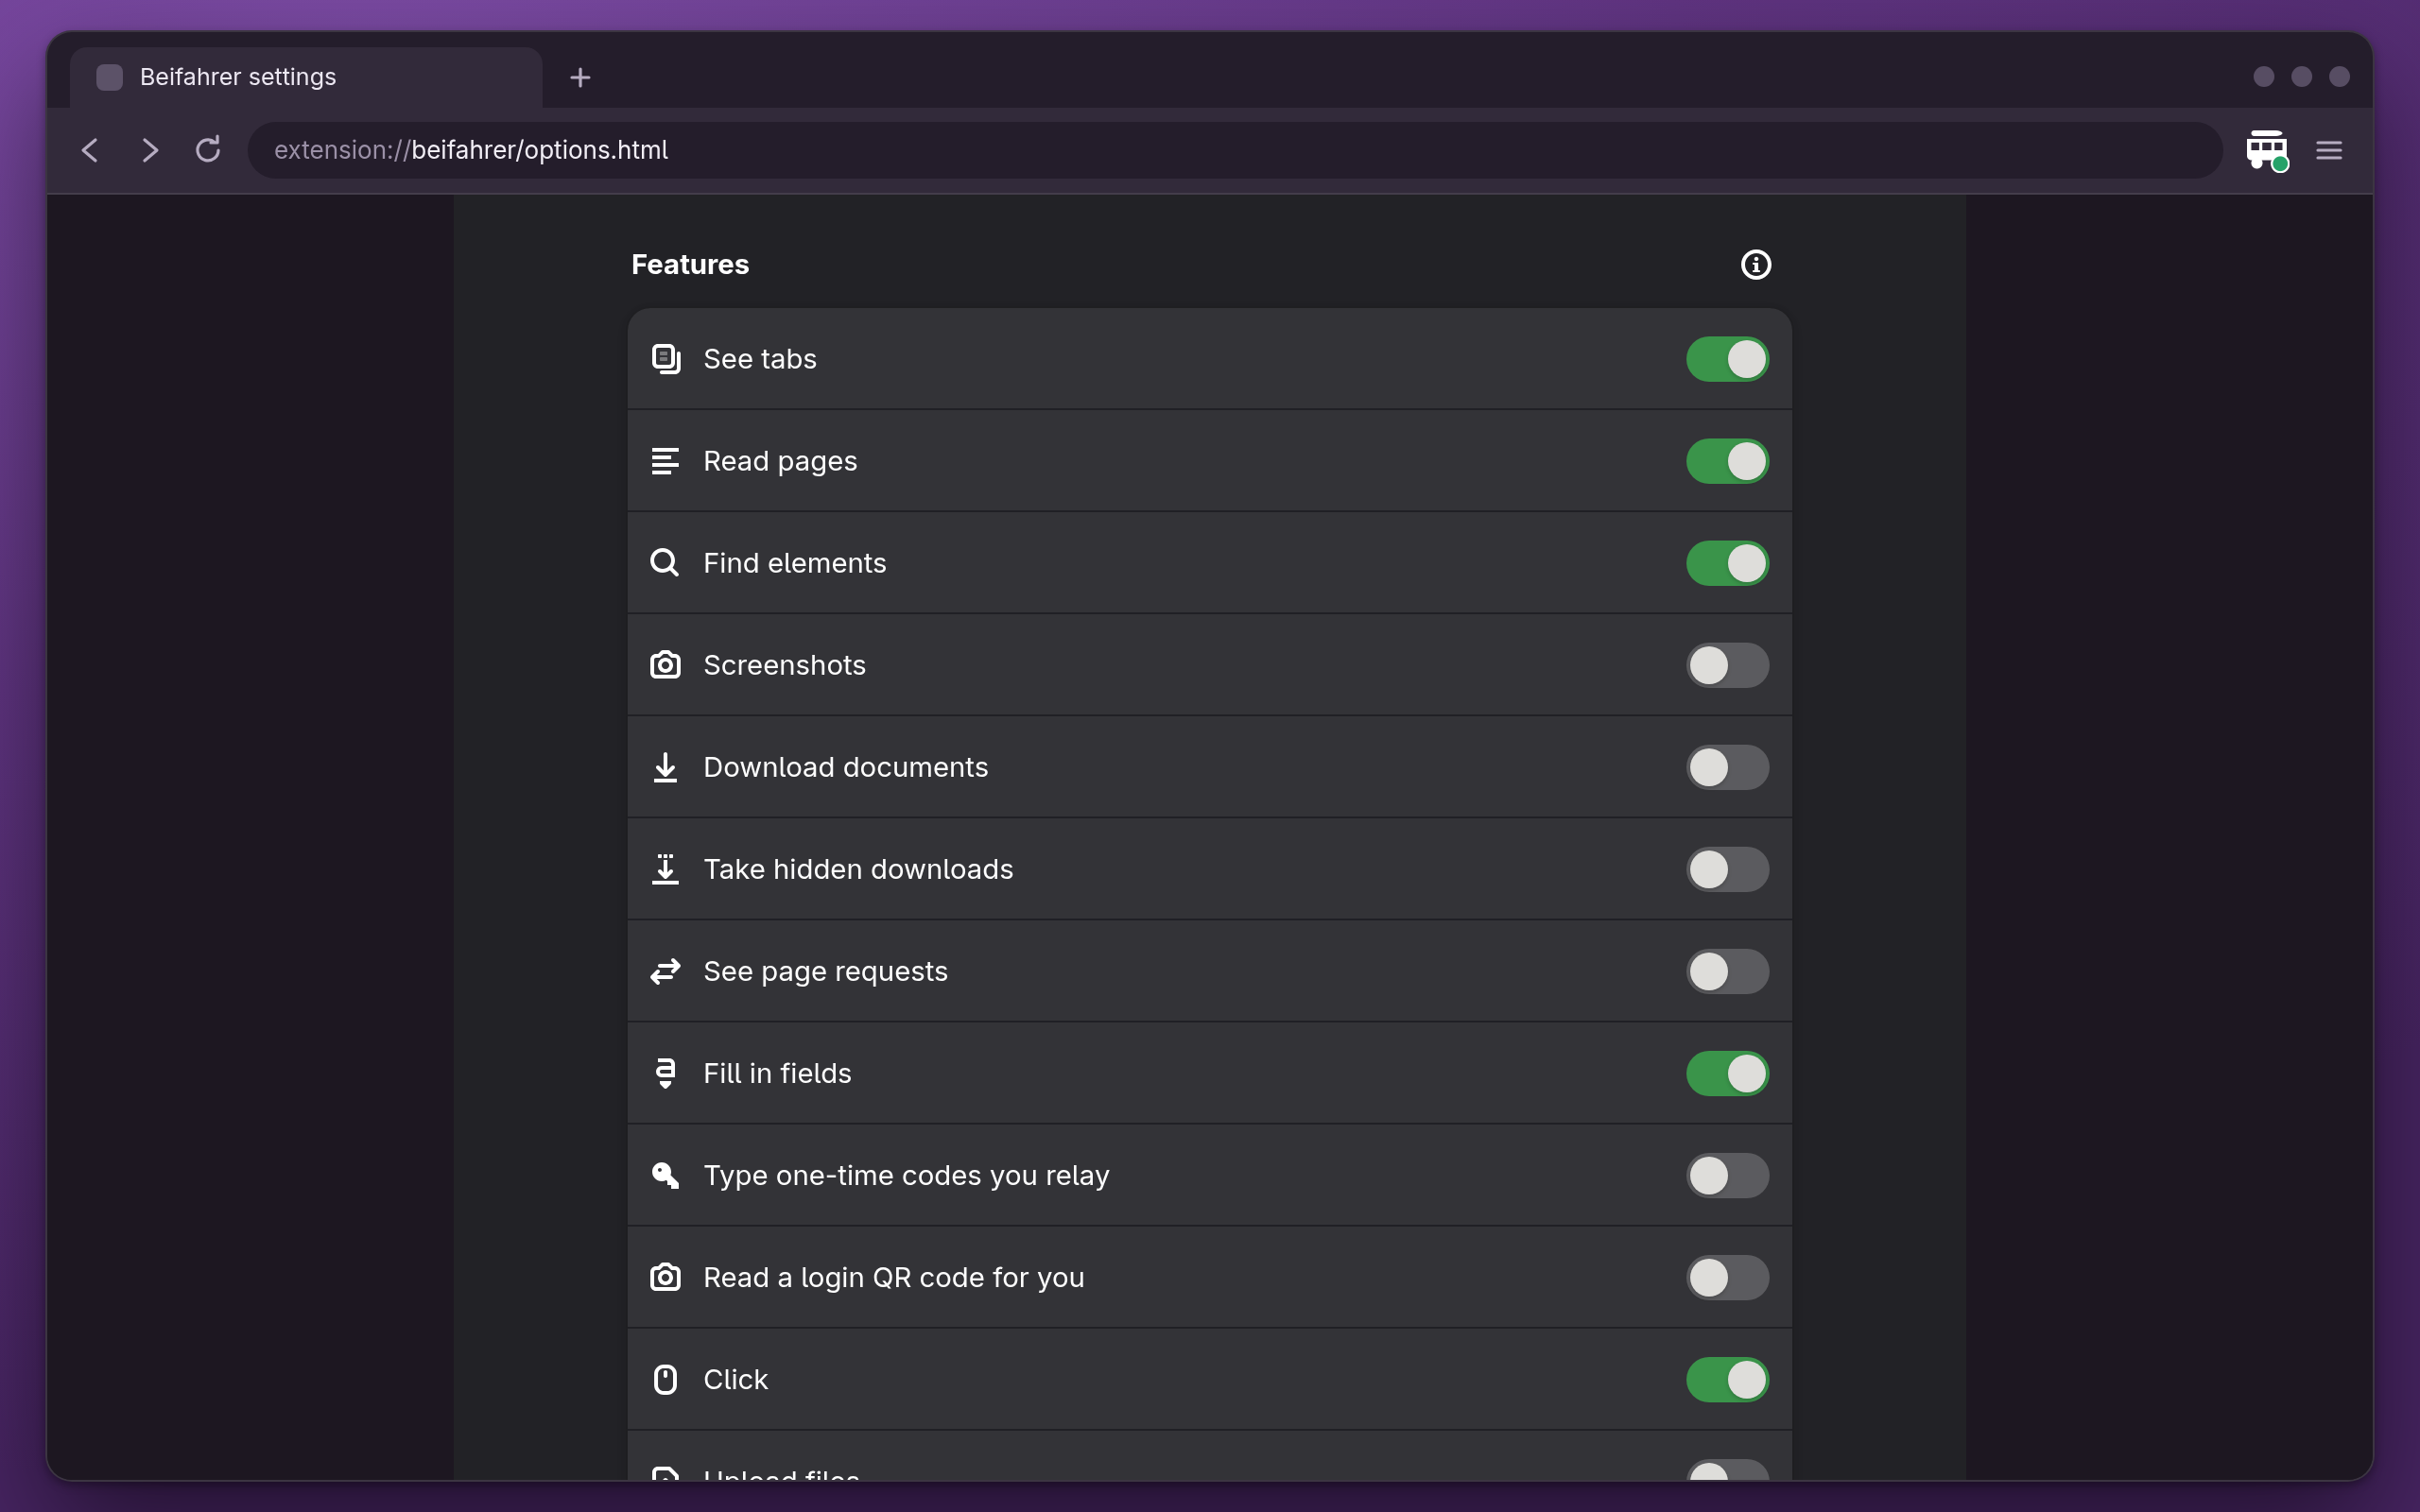 Beifahrer settings
extension://beifahrer/options.html
Features
See tabs
Read pages
Find elements
Screenshots
Download documents
Take hidden downloads
See page requests
Fill in fields
Type one-time codes you relay
Read a login QR code for you
Click
Upload files